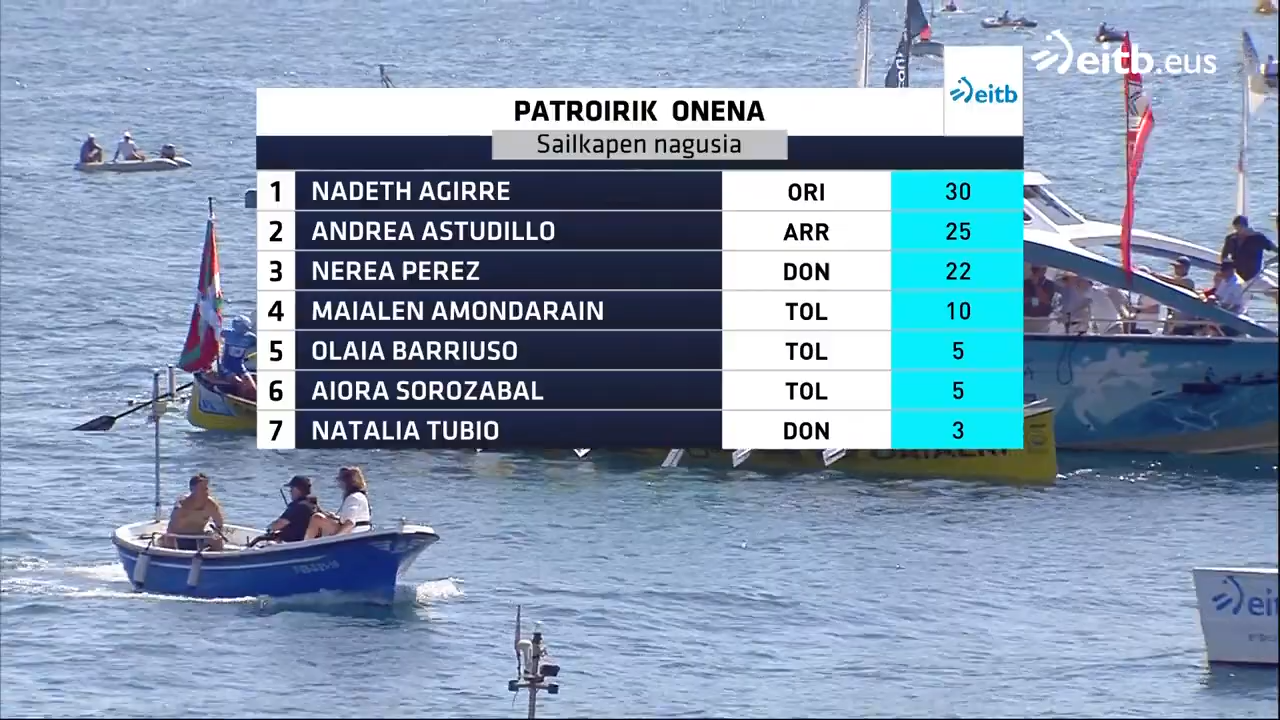 eitb.eus
eitb
PATROIRIK ONENA
Sailkapen nagusia
1 NADETH AGIRRE ORI 30
2 ANDREA ASTUDILLO ARR 25
3 NEREA PEREZ DON 22
4 MAIALEN AMONDARAIN TOL 10
5 OLAIA BARRIUSO TOL 5
6 AIORA SOROZABAL TOL 5
7 NATALIA TUBIO DON 3
eitb